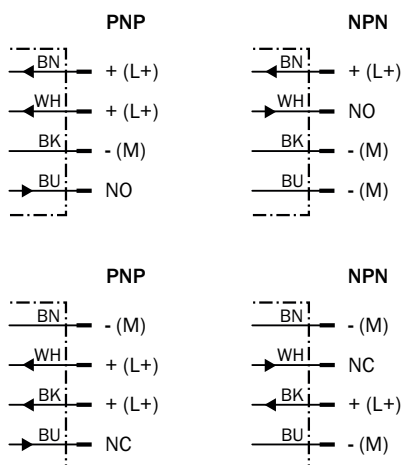 PNP
BN + (L+)
WH + (L+)
BK - (M)
BU NO
NPN
BN + (L+)
WH NO
BK - (M)
BU - (M)
PNP
BN - (M)
WH + (L+)
BK + (L+)
BU NC
NPN
BN - (M)
WH NC
BK + (L+)
BU - (M)